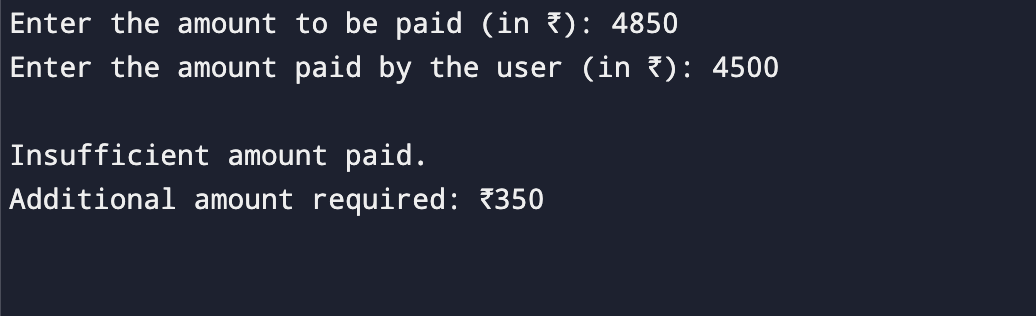 Enter the amount to be paid (in ₹): 4850
Enter the amount paid by the user (in ₹): 4500
Insufficient amount paid.
Additional amount required: ₹350